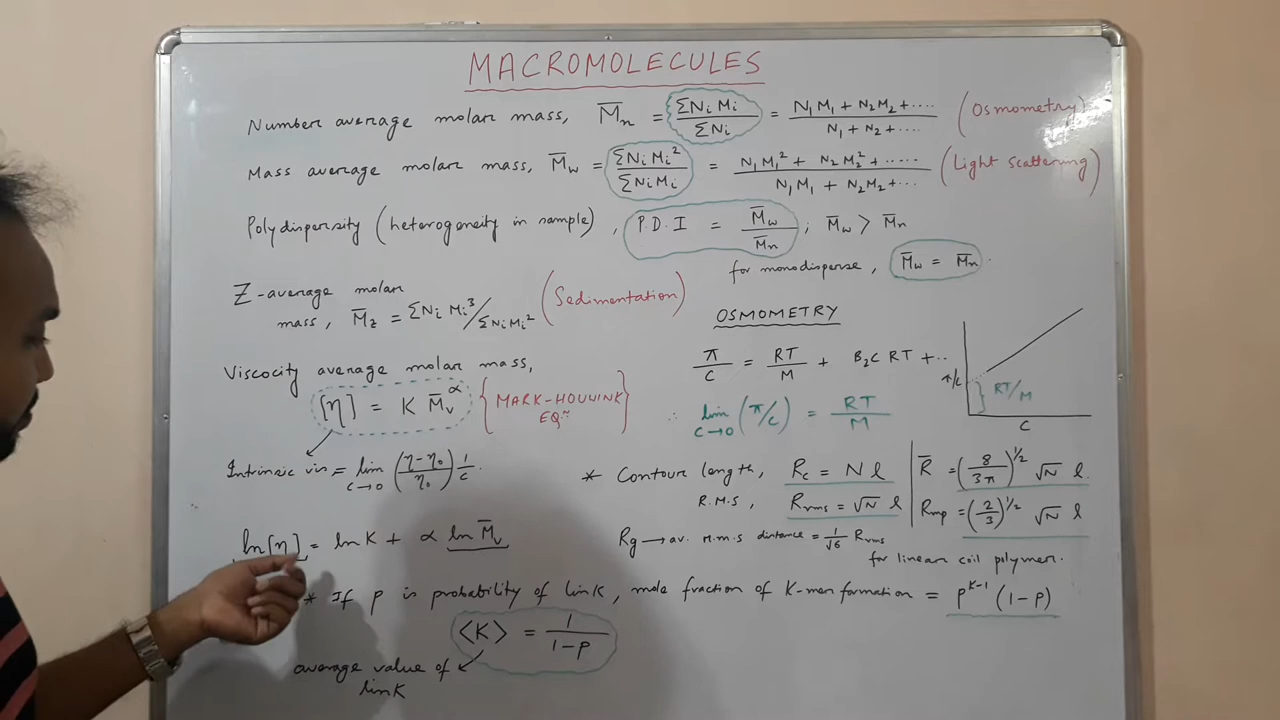 MACROMOLECULES
Number average molar mass, M̅n = ΣNiMi / ΣNi = N1M1 + N2M2 + .... / N1 + N2 + .... (Osmometry)
Mass average molar mass, M̅w = ΣNiMi² / ΣNiMi = N1M1² + N2M2² + ..... / N1M1 + N2M2 + .... (Light scattering)
Polydispersity (heterogeneity in sample), P.D.I = M̅w / M̅n ; M̅w > M̅n
for monodisperse, M̅w = M̅n.
Z-average molar
mass, M̅z = ΣNiMi³ / ΣNiMi² (Sedimentation)
Viscocity average molar mass,
[η] = K M̅v^α {MARK-HOUWINK
EQⁿ}
Intrinsic vis = lim c→0 (η-η0 / η0) 1/c.
ln[η] = lnK + α ln M̅v
OSMOMETRY
π/C = RT/M + B2C RT + ..
∴ lim C→0 (π/c) = RT/M
π/c
RT/M
C
* Contour length, Rc = Nl
R.M.S, Rrms = √N l
R̅ = (8/3π)^1/2 √N l
Rmp = (2/3)^1/2 √N l
Rg → av. r.m.s distance = 1/√6 Rrms
for linear coil polymer.
* If p is probability of link, mole fraction of K-mer formation = p^K-1 (1-p)
⟨K⟩ = 1 / 1-p
average value of
link